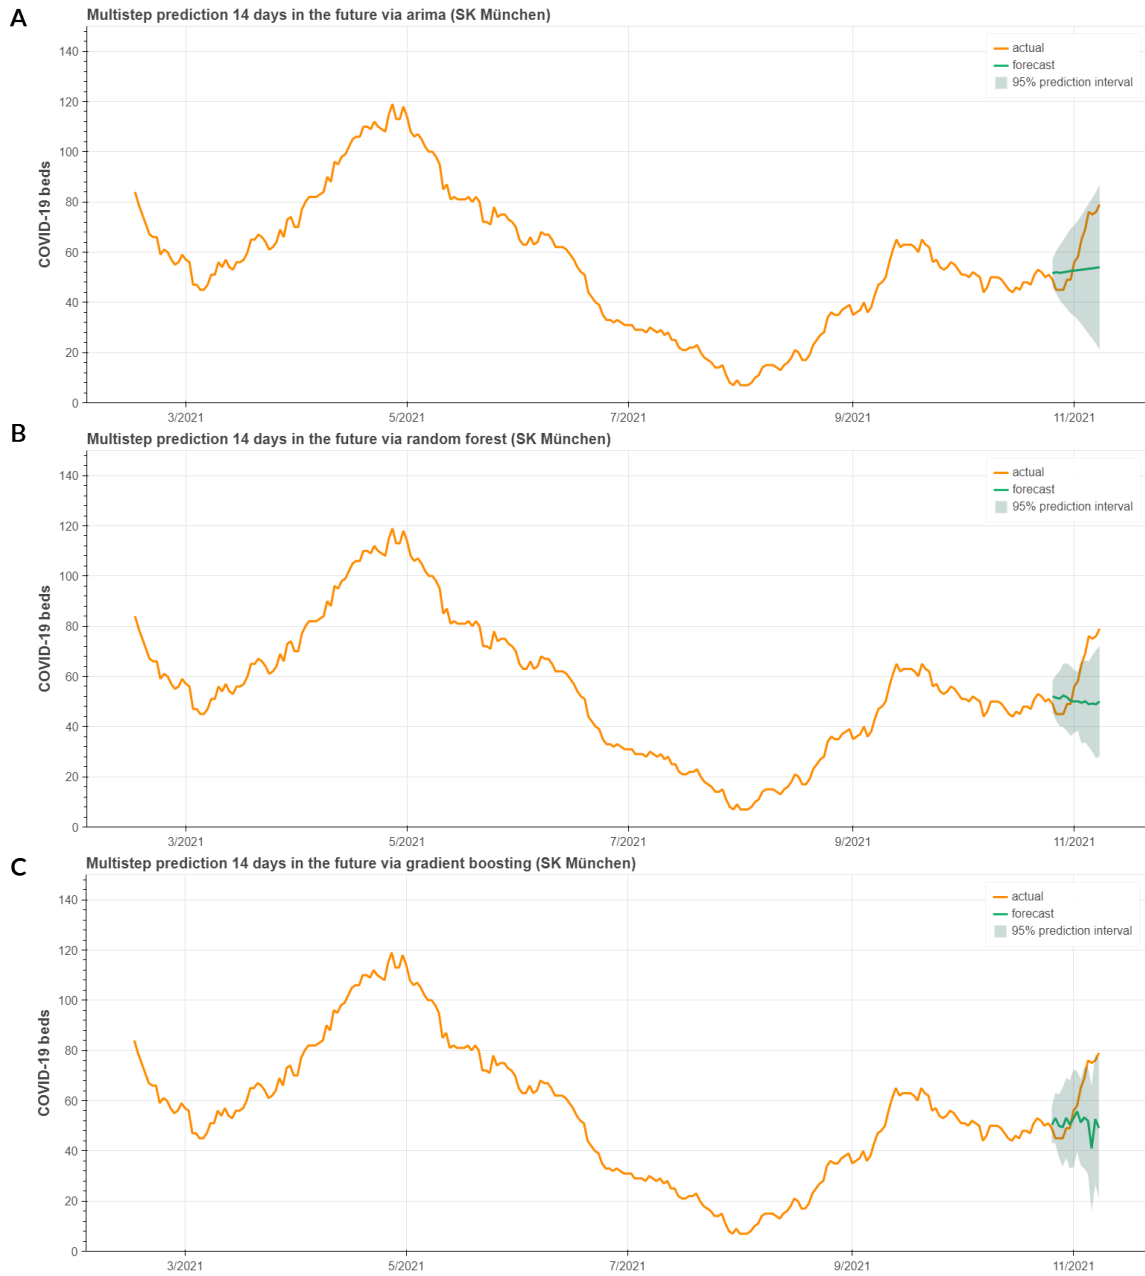 A
Multistep prediction 14 days in the future via arima (SK München)
140
120
100
80
60
40
20
0
COVID-19 beds
actual
forecast
95% prediction interval
3/2021
5/2021
7/2021
9/2021
11/2021
B
Multistep prediction 14 days in the future via random forest (SK München)
140
120
100
80
60
40
20
0
COVID-19 beds
actual
forecast
95% prediction interval
3/2021
5/2021
7/2021
9/2021
11/2021
C
Multistep prediction 14 days in the future via gradient boosting (SK München)
140
120
100
80
60
40
20
0
COVID-19 beds
actual
forecast
95% prediction interval
3/2021
5/2021
7/2021
9/2021
11/2021